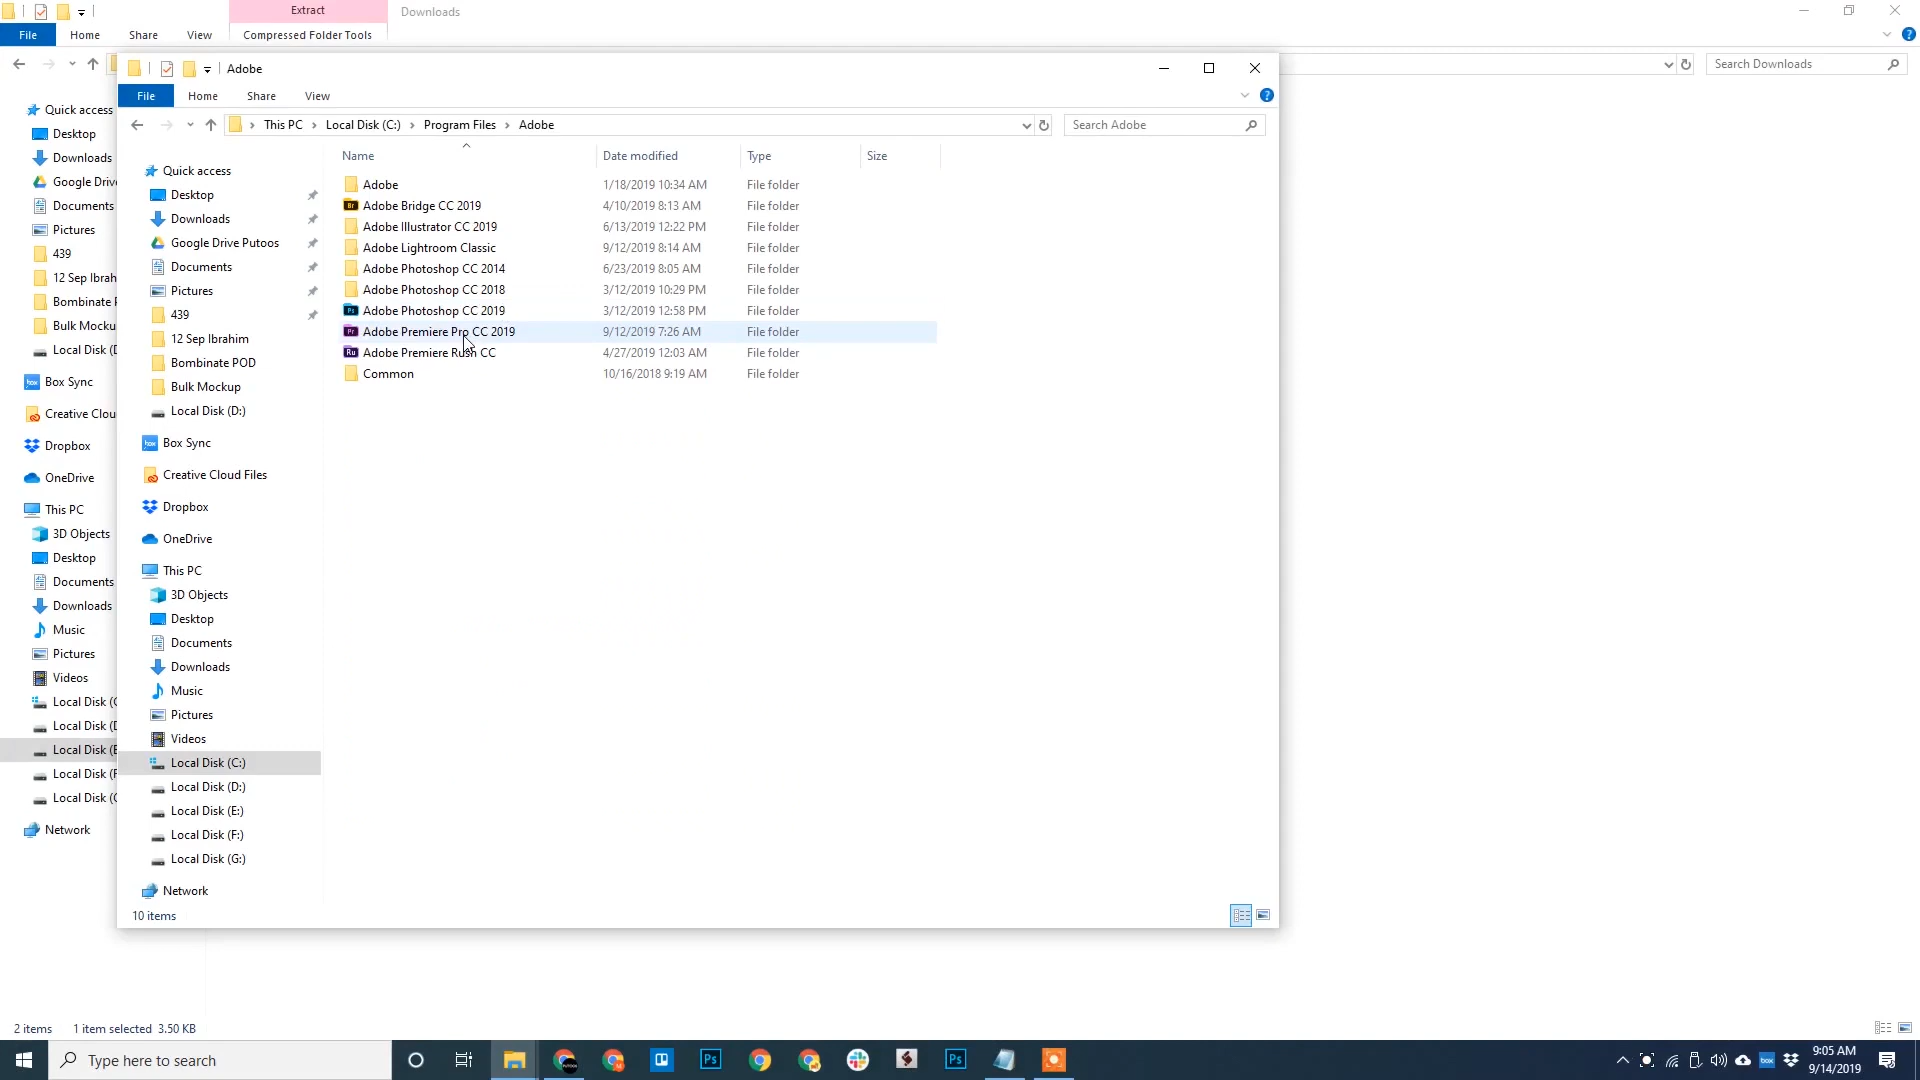 Extract
Downloads
File
Home
Share
View
Compressed Folder Tools
Search Downloads
Quick access
Desktop
Downloads
Google Drive
Documents
Pictures
439
12 Sep Ibrah
Bombinate P
Bulk Mocku
Local Disk (D
Box Sync
Creative Clou
Dropbox
OneDrive
This PC
3D Objects
Desktop
Documents
Downloads
Music
Pictures
Videos
Local Disk (C
Local Disk (D
Local Disk (E
Local Disk (F
Local Disk (G
Network
2 items 1 item selected 3.50 KB
Adobe
File Home Share View
This PC Local Disk (C:) Program Files Adobe
Search Adobe
Quick access
Desktop
Downloads
Google Drive Putoos
Documents
Pictures
439
12 Sep Ibrahim
Bombinate POD
Bulk Mockup
Local Disk (D:)
Box Sync
Creative Cloud Files
Dropbox
OneDrive
This PC
3D Objects
Desktop
Documents
Downloads
Music
Pictures
Videos
Local Disk (C:)
Local Disk (D:)
Local Disk (E:)
Local Disk (F:)
Local Disk (G:)
Network
10 items
Name Date modified Type Size
Adobe 1/18/2019 10:34 AM File folder
Br Adobe Bridge CC 2019 4/10/2019 8:13 AM File folder
Adobe Illustrator CC 2019 6/13/2019 12:22 PM File folder
Adobe Lightroom Classic 9/12/2019 8:14 AM File folder
Adobe Photoshop CC 2014 6/23/2019 8:05 AM File folder
Adobe Photoshop CC 2018 3/12/2019 10:29 PM File folder
Ps Adobe Photoshop CC 2019 3/12/2019 12:58 PM File folder
Pr Adobe Premiere Pro CC 2019 9/12/2019 7:26 AM File folder
Ru Adobe Premiere Rush CC 4/27/2019 12:03 AM File folder
Common 10/16/2018 9:19 AM File folder
Type here to search
Ps
Ps
box
9:05 AM
9/14/2019